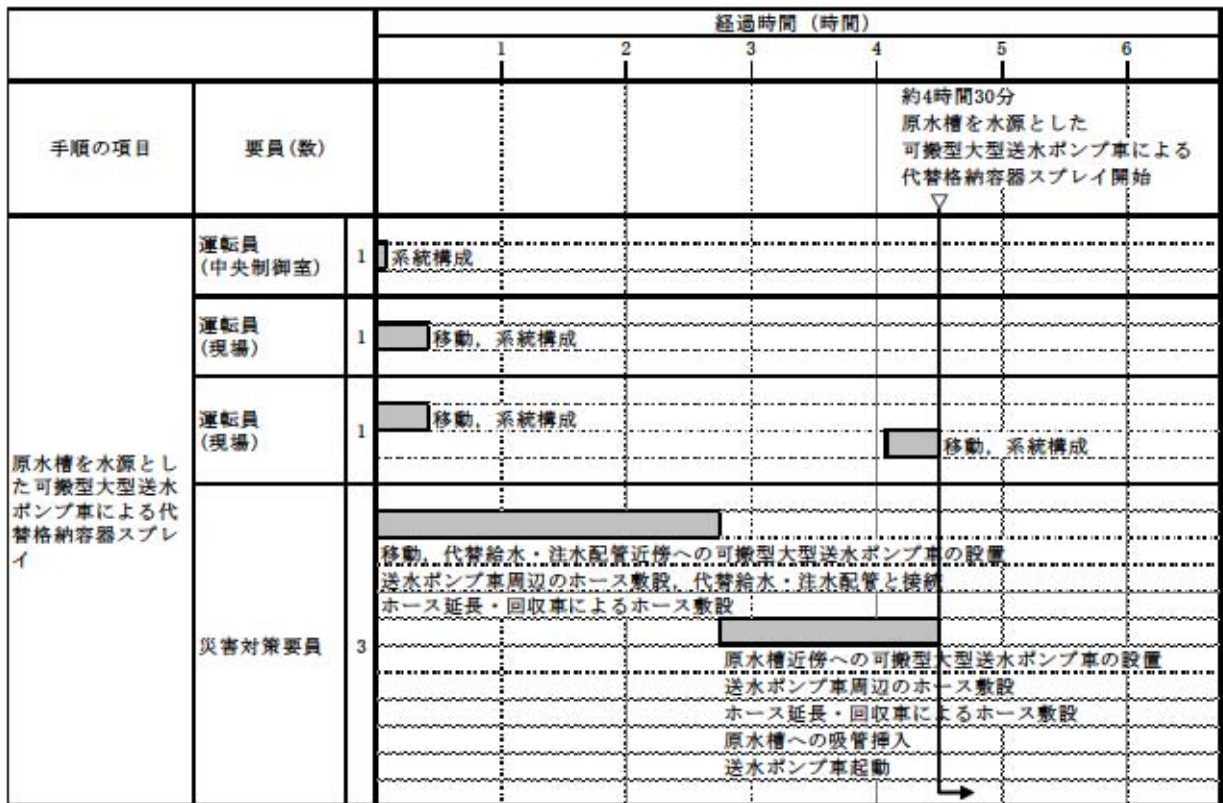 経過時間（時間）
1 2 3 4 5 6
手順の項目
要員(数)
約4時間30分
原水槽を水源とした
可搬型大型送水ポンプ車による
代替格納容器スプレイ開始
▽
原水槽を水源とし
た可搬型大型送水
ポンプ車による代
替格納容器スプレ
イ
運転員
(中央制御室)
1
系統構成
運転員
(現場)
1
移動，系統構成
運転員
(現場)
1
移動，系統構成
移動，系統構成
災害対策要員
3
移動，代替給水・注水配管近傍への可搬型大型送水ポンプ車の設置
送水ポンプ車周辺のホース敷設，代替給水・注水配管と接続
ホース延長・回収車によるホース敷設
原水槽近傍への可搬型大型送水ポンプ車の設置
送水ポンプ車周辺のホース敷設
ホース延長・回収車によるホース敷設
原水槽への吸管挿入
送水ポンプ車起動